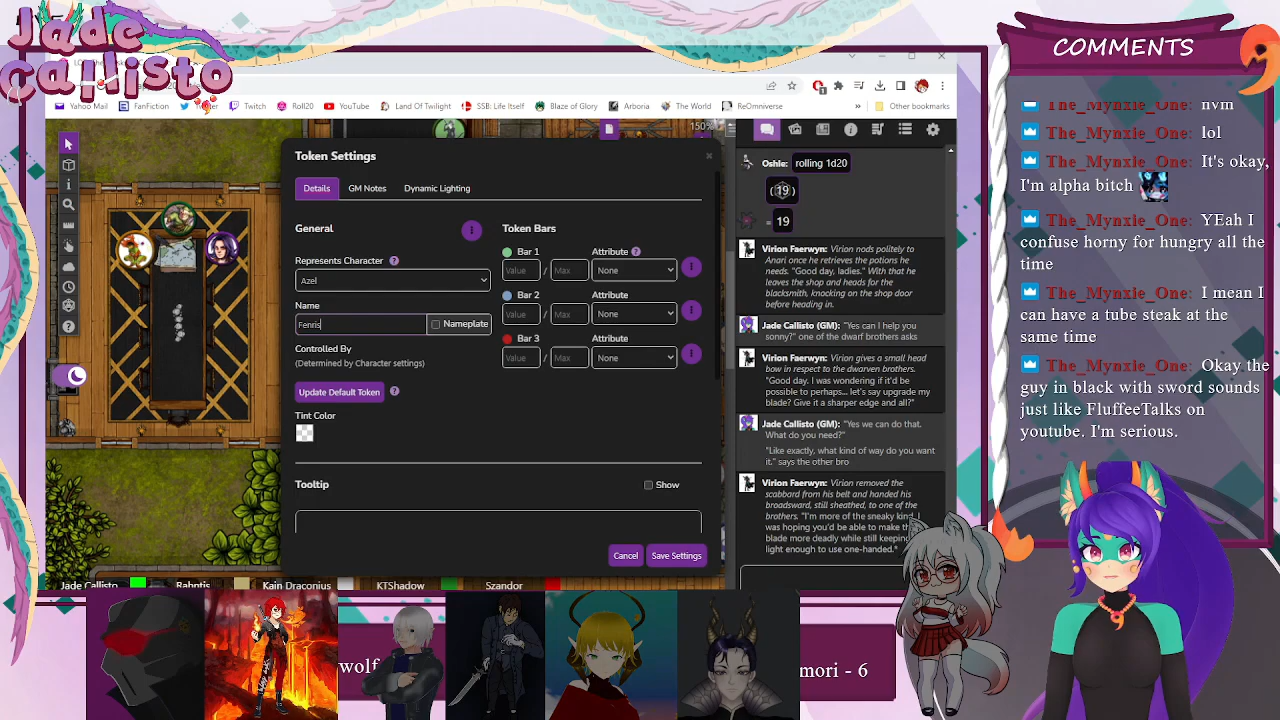 Jade
Callisto
COMMENTS
Yahoo Mail
FanFiction
Twitch
Roll20
YouTube
Land Of Twilight
SSB: Life Itself
Blaze of Glory
Arboria
The World
ReOmniverse
»
Other bookmarks
150%
Token Settings
Details
GM Notes
Dynamic Lighting
General
Represents Character
Azel
Name
Fenris
Nameplate
Controlled By
(Determined by Character settings)
Update Default Token
Tint Color
Token Bars
Bar 1
Attribute
Value / Max
None
Bar 2
Attribute
Value / Max
None
Bar 3
Attribute
Value / Max
None
Tooltip
Show
Cancel
Save Settings
Oshle: rolling 1d20
(19)
= 19
Virion Faerwyn: Virion nods politely to
Anari once he retrieves the potions he
needs. "Good day, ladies." With that he
leaves the shop and heads for the
blacksmith, knocking on the shop door
before heading in.
Jade Callisto (GM): "Yes can I help you
sonny?" one of the dwarf brothers asks
Virion Faerwyn: Virion gives a small head
bow in respect to the dwarven brothers.
"Good day. I was wondering if it'd be
possible to perhaps... let's say upgrade my
blade? Give it a sharper edge and all?"
Jade Callisto (GM): "Yes we can do that.
What do you need?"
"Like exactly, what kind of way do you want
it." says the other bro
Virion Faerwyn: Virion removed the
scabbard from his belt and handed his
broadsword, still sheathed, to one of the
brothers. "I'm more of the sneaky kind. I
was hoping you'd be able to make the
blade more deadly while still keeping
light enough to use one-handed."
The_Mynxie_One: nvm
The_Mynxie_One: lol
The_Mynxie_One: It's okay,
I'm alpha bitch
The_Mynxie_One: YEah I
confuse horny for hungry all the
time
The_Mynxie_One: I mean I
can have a tube steak at the
same time
The_Mynxie_One: Okay the
guy in black with sword sounds
just like FluffeeTalks on
youtube. I'm serious.
Jade Callisto
Rahntis
Kain Draconius
KTShadow
Szandor
wolf
mori - 6